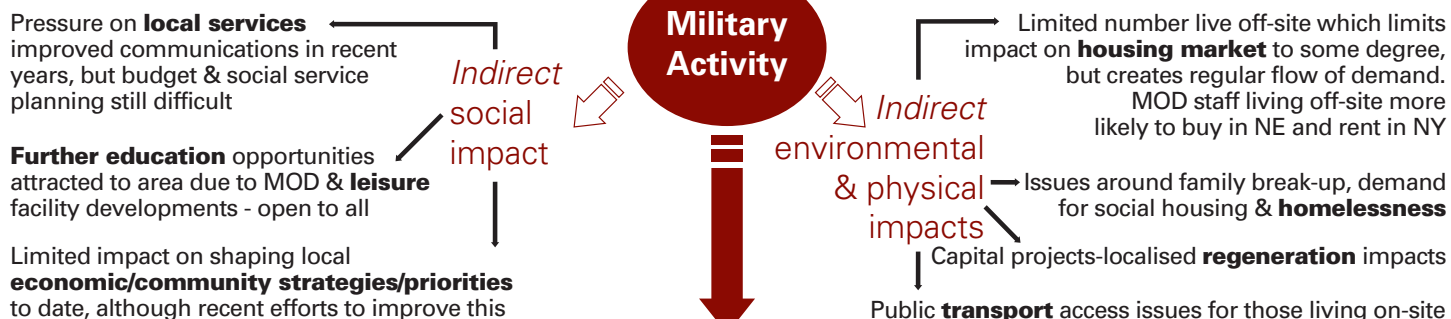 Military
Activity
Pressure on local services
improved communications in recent
years, but budget & social service
planning still difficult
Further education opportunities
attracted to area due to MOD & leisure
facility developments - open to all
Limited impact on shaping local
economic/community strategies/priorities
to date, although recent efforts to improve this
Indirect
social
impact
Indirect
environmental
& physical
impacts
Limited number live off-site which limits
impact on housing market to some degree,
but creates regular flow of demand.
MOD staff living off-site more
likely to buy in NE and rent in NY
Issues around family break-up, demand
for social housing & homelessness
Capital projects-localised regeneration impacts
Public transport access issues for those living on-site